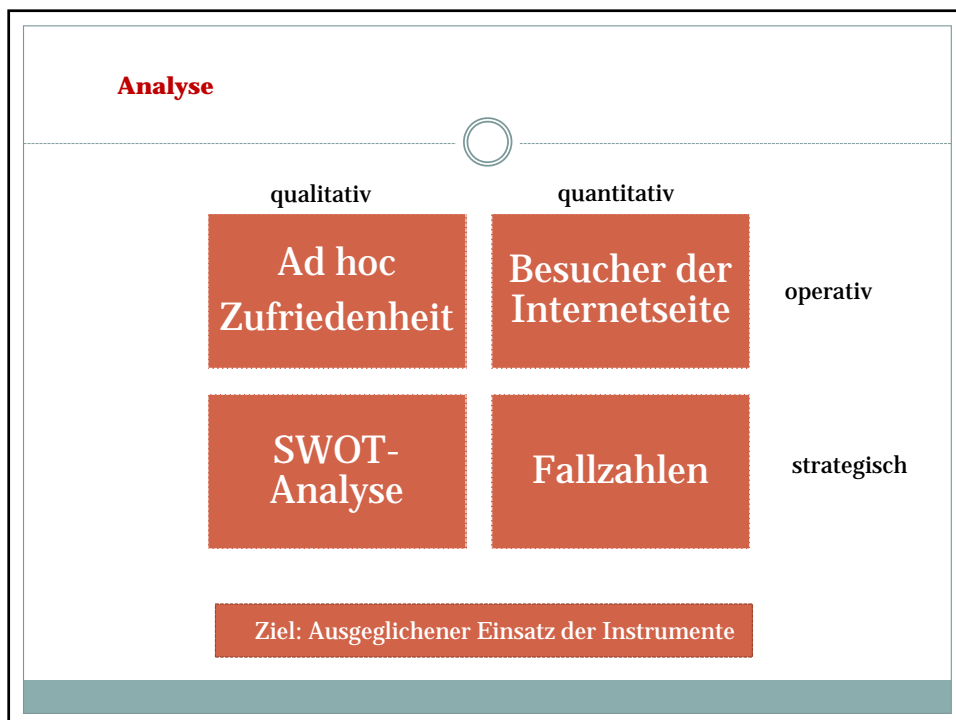 Analyse
qualitativ
quantitativ
Ad hoc
Zufriedenheit
Besucher der
Internetseite
operativ
SWOT-
Analyse
Fallzahlen
strategisch
Ziel: Ausgeglichener Einsatz der Instrumente